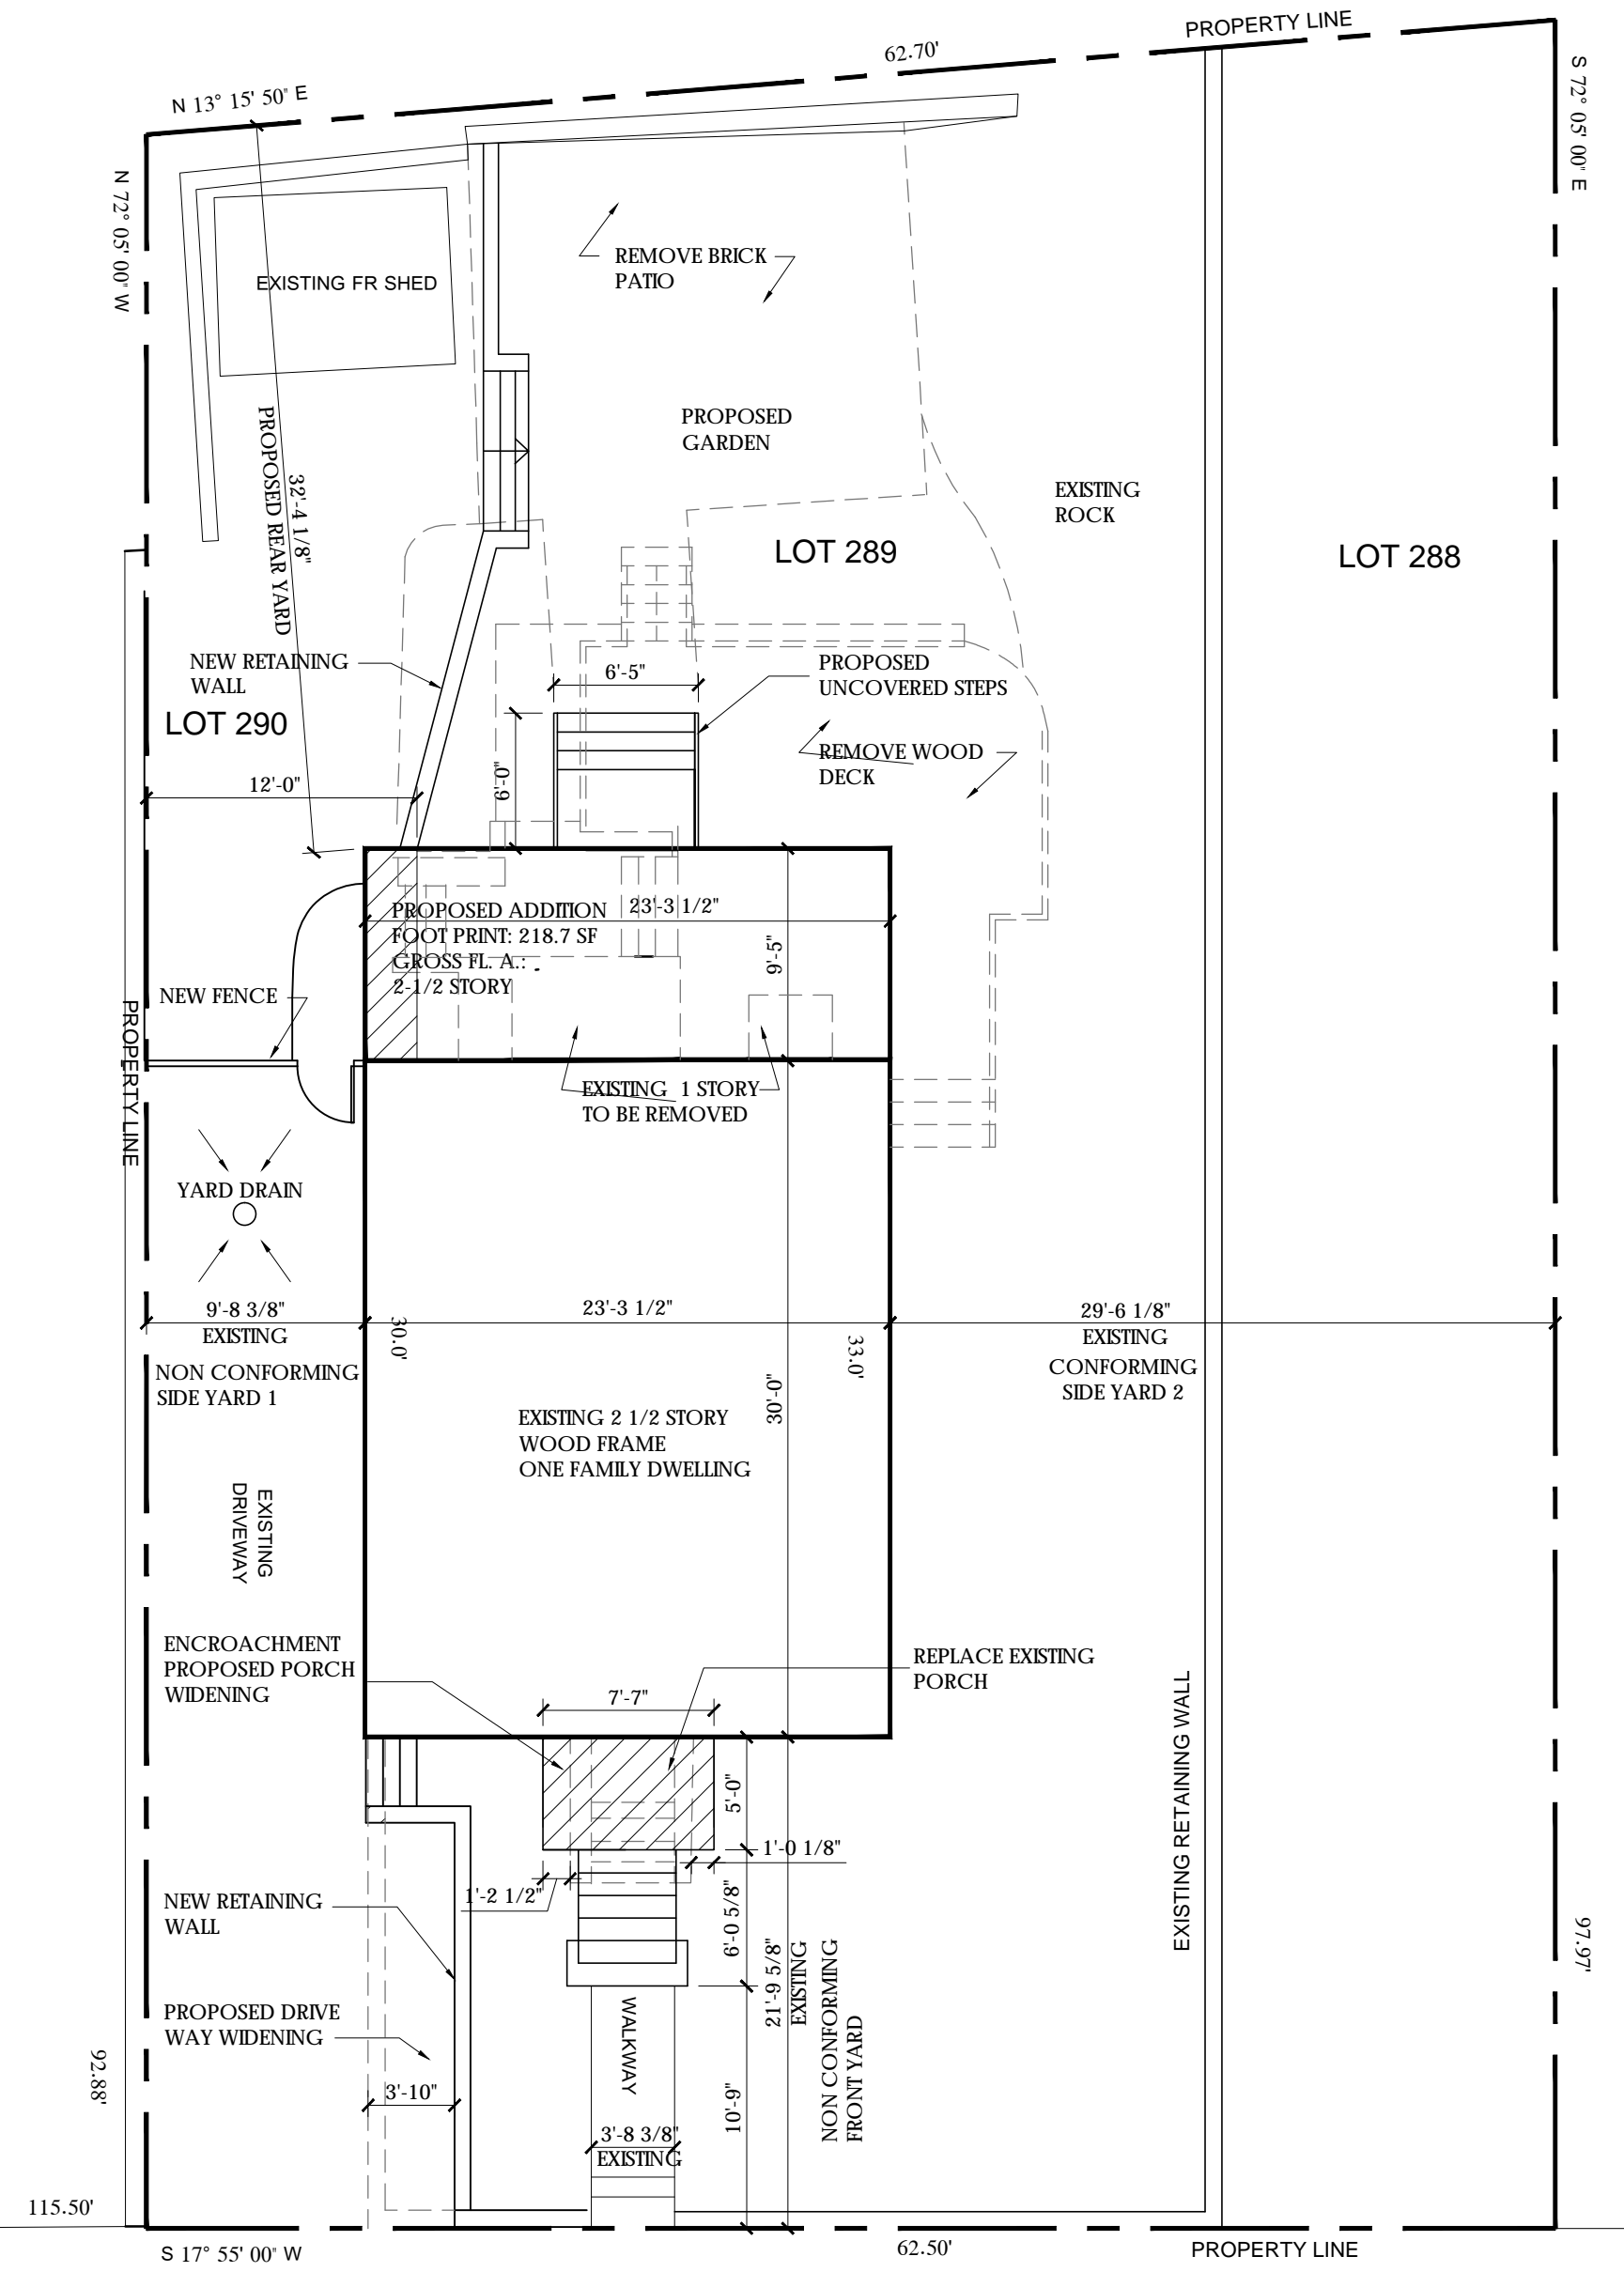 PROPERTY LINE
62.70'
N 13° 15' 50" E
S 72° 05' 00" E
N 72° 05' 00" W
REMOVE BRICK
PATIO
EXISTING FR SHED
PROPOSED
GARDEN
32'-4 1/8"
PROPOSED REAR YARD
EXISTING
ROCK
LOT 289
LOT 288
NEW RETAINING
WALL
6'-5"
PROPOSED
UNCOVERED STEPS
LOT 290
REMOVE WOOD
DECK
12'-0"
6'-0"
PROPOSED ADDITION
FOOT PRINT: 218.7 SF
GROSS FL. A.: -
2-1/2 STORY
23'-3 1/2"
9'-5"
NEW FENCE
PROPERTY LINE
EXISTING 1 STORY
TO BE REMOVED
YARD DRAIN
9'-8 3/8"
EXISTING
NON CONFORMING
SIDE YARD 1
23'-3 1/2"
29'-6 1/8"
EXISTING
CONFORMING
SIDE YARD 2
30.0'
33.0'
30'-0"
EXISTING 2 1/2 STORY
WOOD FRAME
ONE FAMILY DWELLING
EXISTING
DRIVEWAY
ENCROACHMENT
PROPOSED PORCH
WIDENING
REPLACE EXISTING
PORCH
7'-7"
EXISTING RETAINING WALL
5'-0"
1'-0 1/8"
1'-2 1/2"
NEW RETAINING
WALL
6'-0 5/8"
21'-9 5/8"
EXISTING
NON CONFORMING
FRONT YARD
97.97'
WALKWAY
PROPOSED DRIVE
WAY WIDENING
92.88'
3'-10"
10'-9"
3'-8 3/8"
EXISTING
115.50'
S 17° 55' 00" W
62.50'
PROPERTY LINE